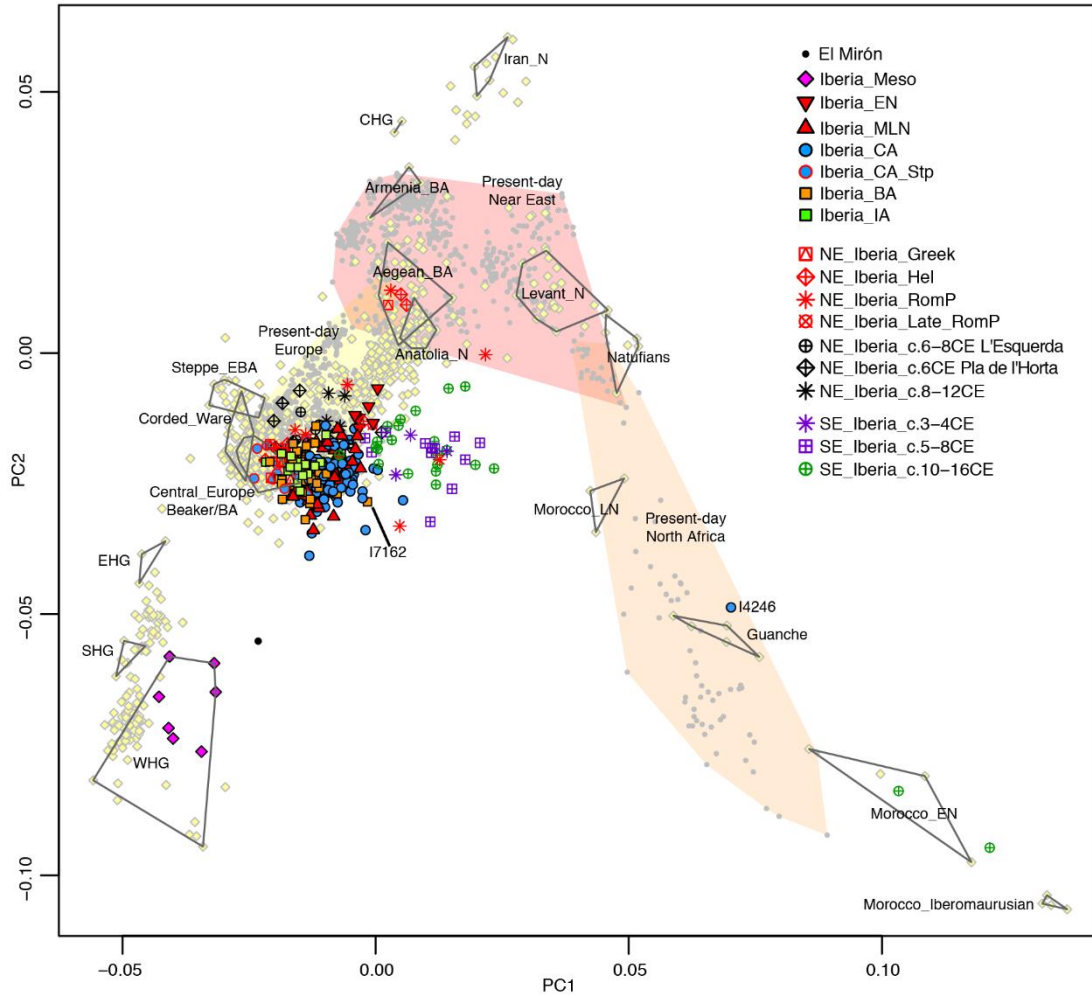 Iran_N
El Mirón
Iberia_Meso
Iberia_EN
Iberia_MLN
Iberia_CA
Iberia_CA_Stp
Iberia_BA
Iberia_IA
NE_Iberia_Greek
NE_Iberia_Hel
NE_Iberia_RomP
NE_Iberia_Late_RomP
NE_Iberia_c.6–8CE L'Esquerda
NE_Iberia_c.6CE Pla de l'Horta
NE_Iberia_c.8–12CE
SE_Iberia_c.3–4CE
SE_Iberia_c.5–8CE
SE_Iberia_c.10–16CE
CHG
Armenia_BA
Present-day
Near East
Aegean_BA
Levant_N
Present-day
Europe
Anatolia_N
Natufians
Steppe_EBA
Corded_Ware
Central_Europe
Beaker/BA
Morocco_LN
Present-day
North Africa
I7162
EHG
I4246
Guanche
SHG
WHG
Morocco_EN
Morocco_Iberomaurusian
0.05
0.00
−0.05
−0.10
PC2
−0.05
0.00
0.05
0.10
PC1